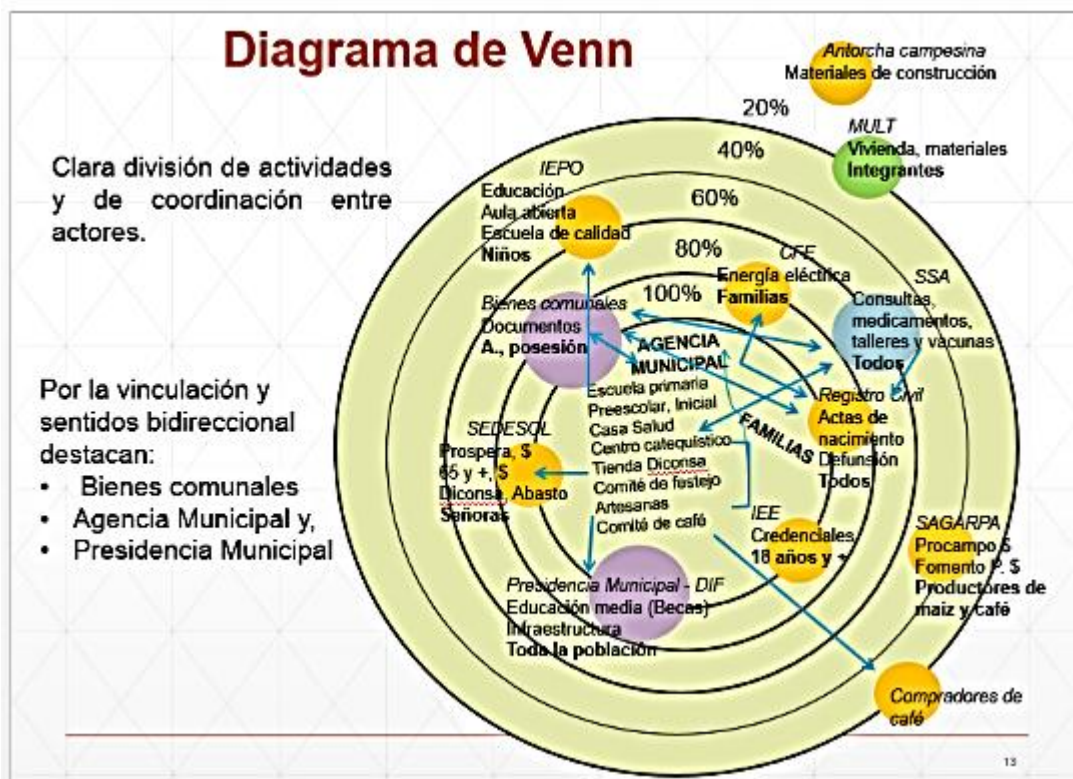 Diagrama de Venn
Clara división de actividades
y de coordinación entre
actores.
Por la vinculación y
sentidos bidireccional
destacan:
• Bienes comunales
• Agencia Municipal y,
• Presidencia Municipal
Antorcha campesina
Materiales de construcción
20%
MULT
Vivienda, materiales
Integrantes
40%
IEPO
Educación
Aula abierta
Escuela de calidad
Niños
60%
80%
CFE
Energía eléctrica
Familias
SSA
Consultas,
medicamentos,
talleres y vacunas
Todos
100%
Bienes comunales
Documentos
A., posesión
AGENCIA
MUNICIPAL
Escuela primaria
Preescolar, Inicial
Casa Salud
Centro catequístico
Tienda Diconsa
Comité de festejo
Artesanas
Comité de café
FAMILIAS
Registro Civil
Actas de
nacimiento
Defunsión
Todos
SEDESOL
Prospera, $
65 y +, $
Diconsa, Abasto
Señoras
IEE
Credenciales,
18 años y +
SAGARPA
Procampo $
Fomento P. $
Productores de
maiz y café
Presidencia Municipal - DIF
Educación media (Becas)
Infraestructura
Toda la población
Compradores de
café
13